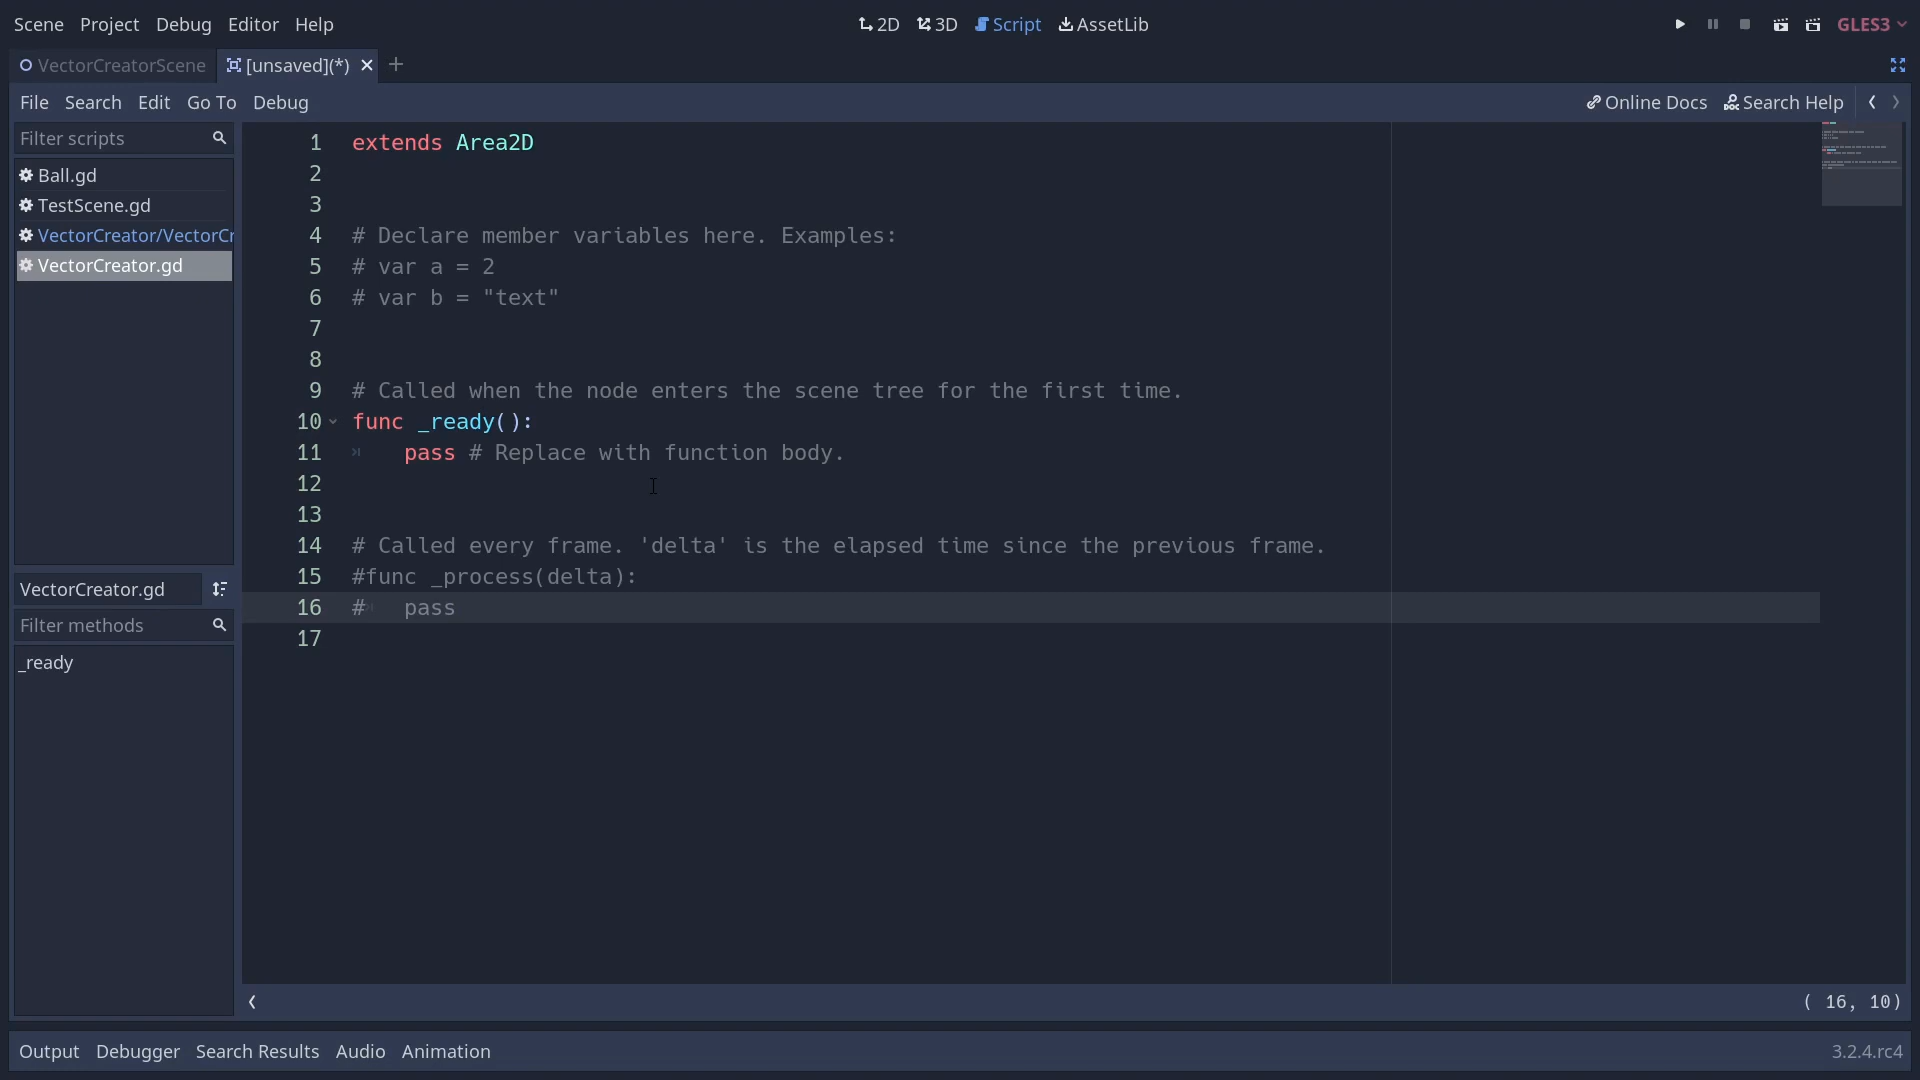 Scene Project Debug Editor Help 2D 3D Script AssetLib GLES3
VectorCreatorScene [unsaved](*)
File Search Edit Go To Debug Online Docs Search Help
Filter scripts
Ball.gd
TestScene.gd
VectorCreator/VectorCr
VectorCreator.gd
VectorCreator.gd
Filter methods
_ready
1 extends Area2D
2
3
4 # Declare member variables here. Examples:
5 # var a = 2
6 # var b = "text"
7
8
9 # Called when the node enters the scene tree for the first time.
10 func _ready():
11 pass # Replace with function body.
12
13
14 # Called every frame. 'delta' is the elapsed time since the previous frame.
15 #func _process(delta):
16 # pass
17
( 16, 10)
Output Debugger Search Results Audio Animation 3.2.4.rc4